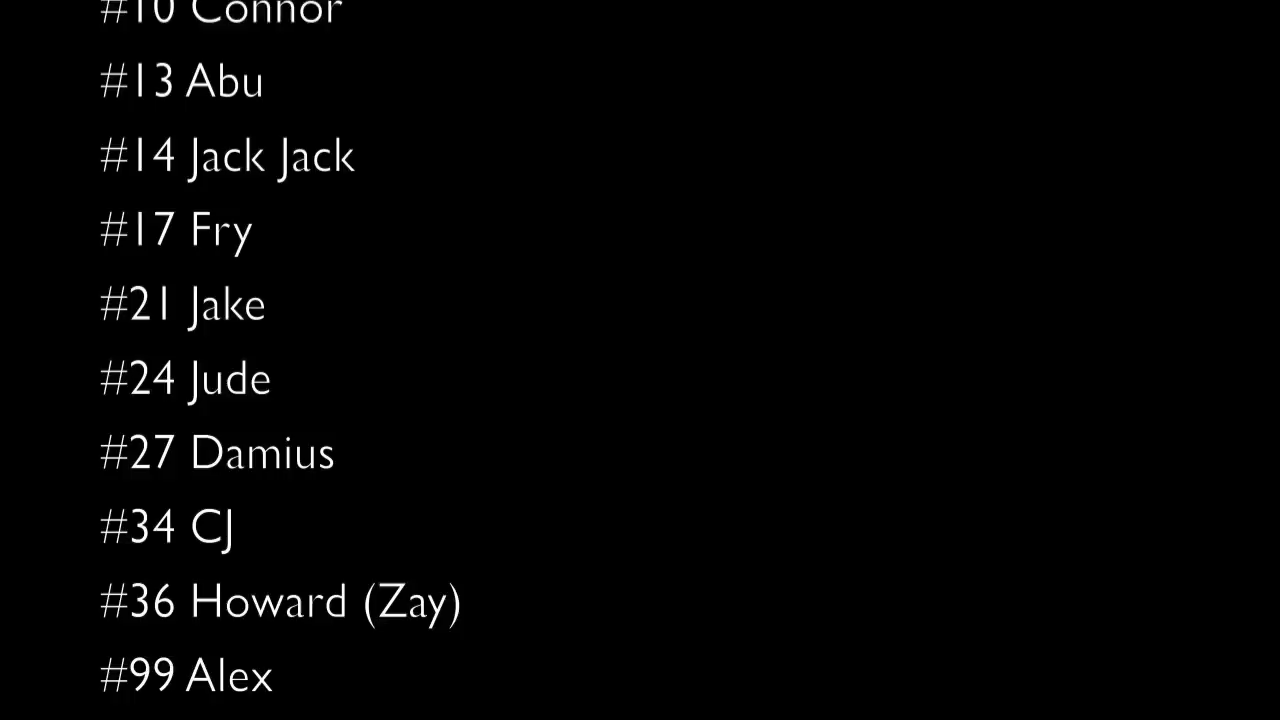 #10 Connor
#13 Abu
#14 Jack Jack
#17 Fry
#21 Jake
#24 Jude
#27 Damius
#34 CJ
#36 Howard (Zay)
#99 Alex